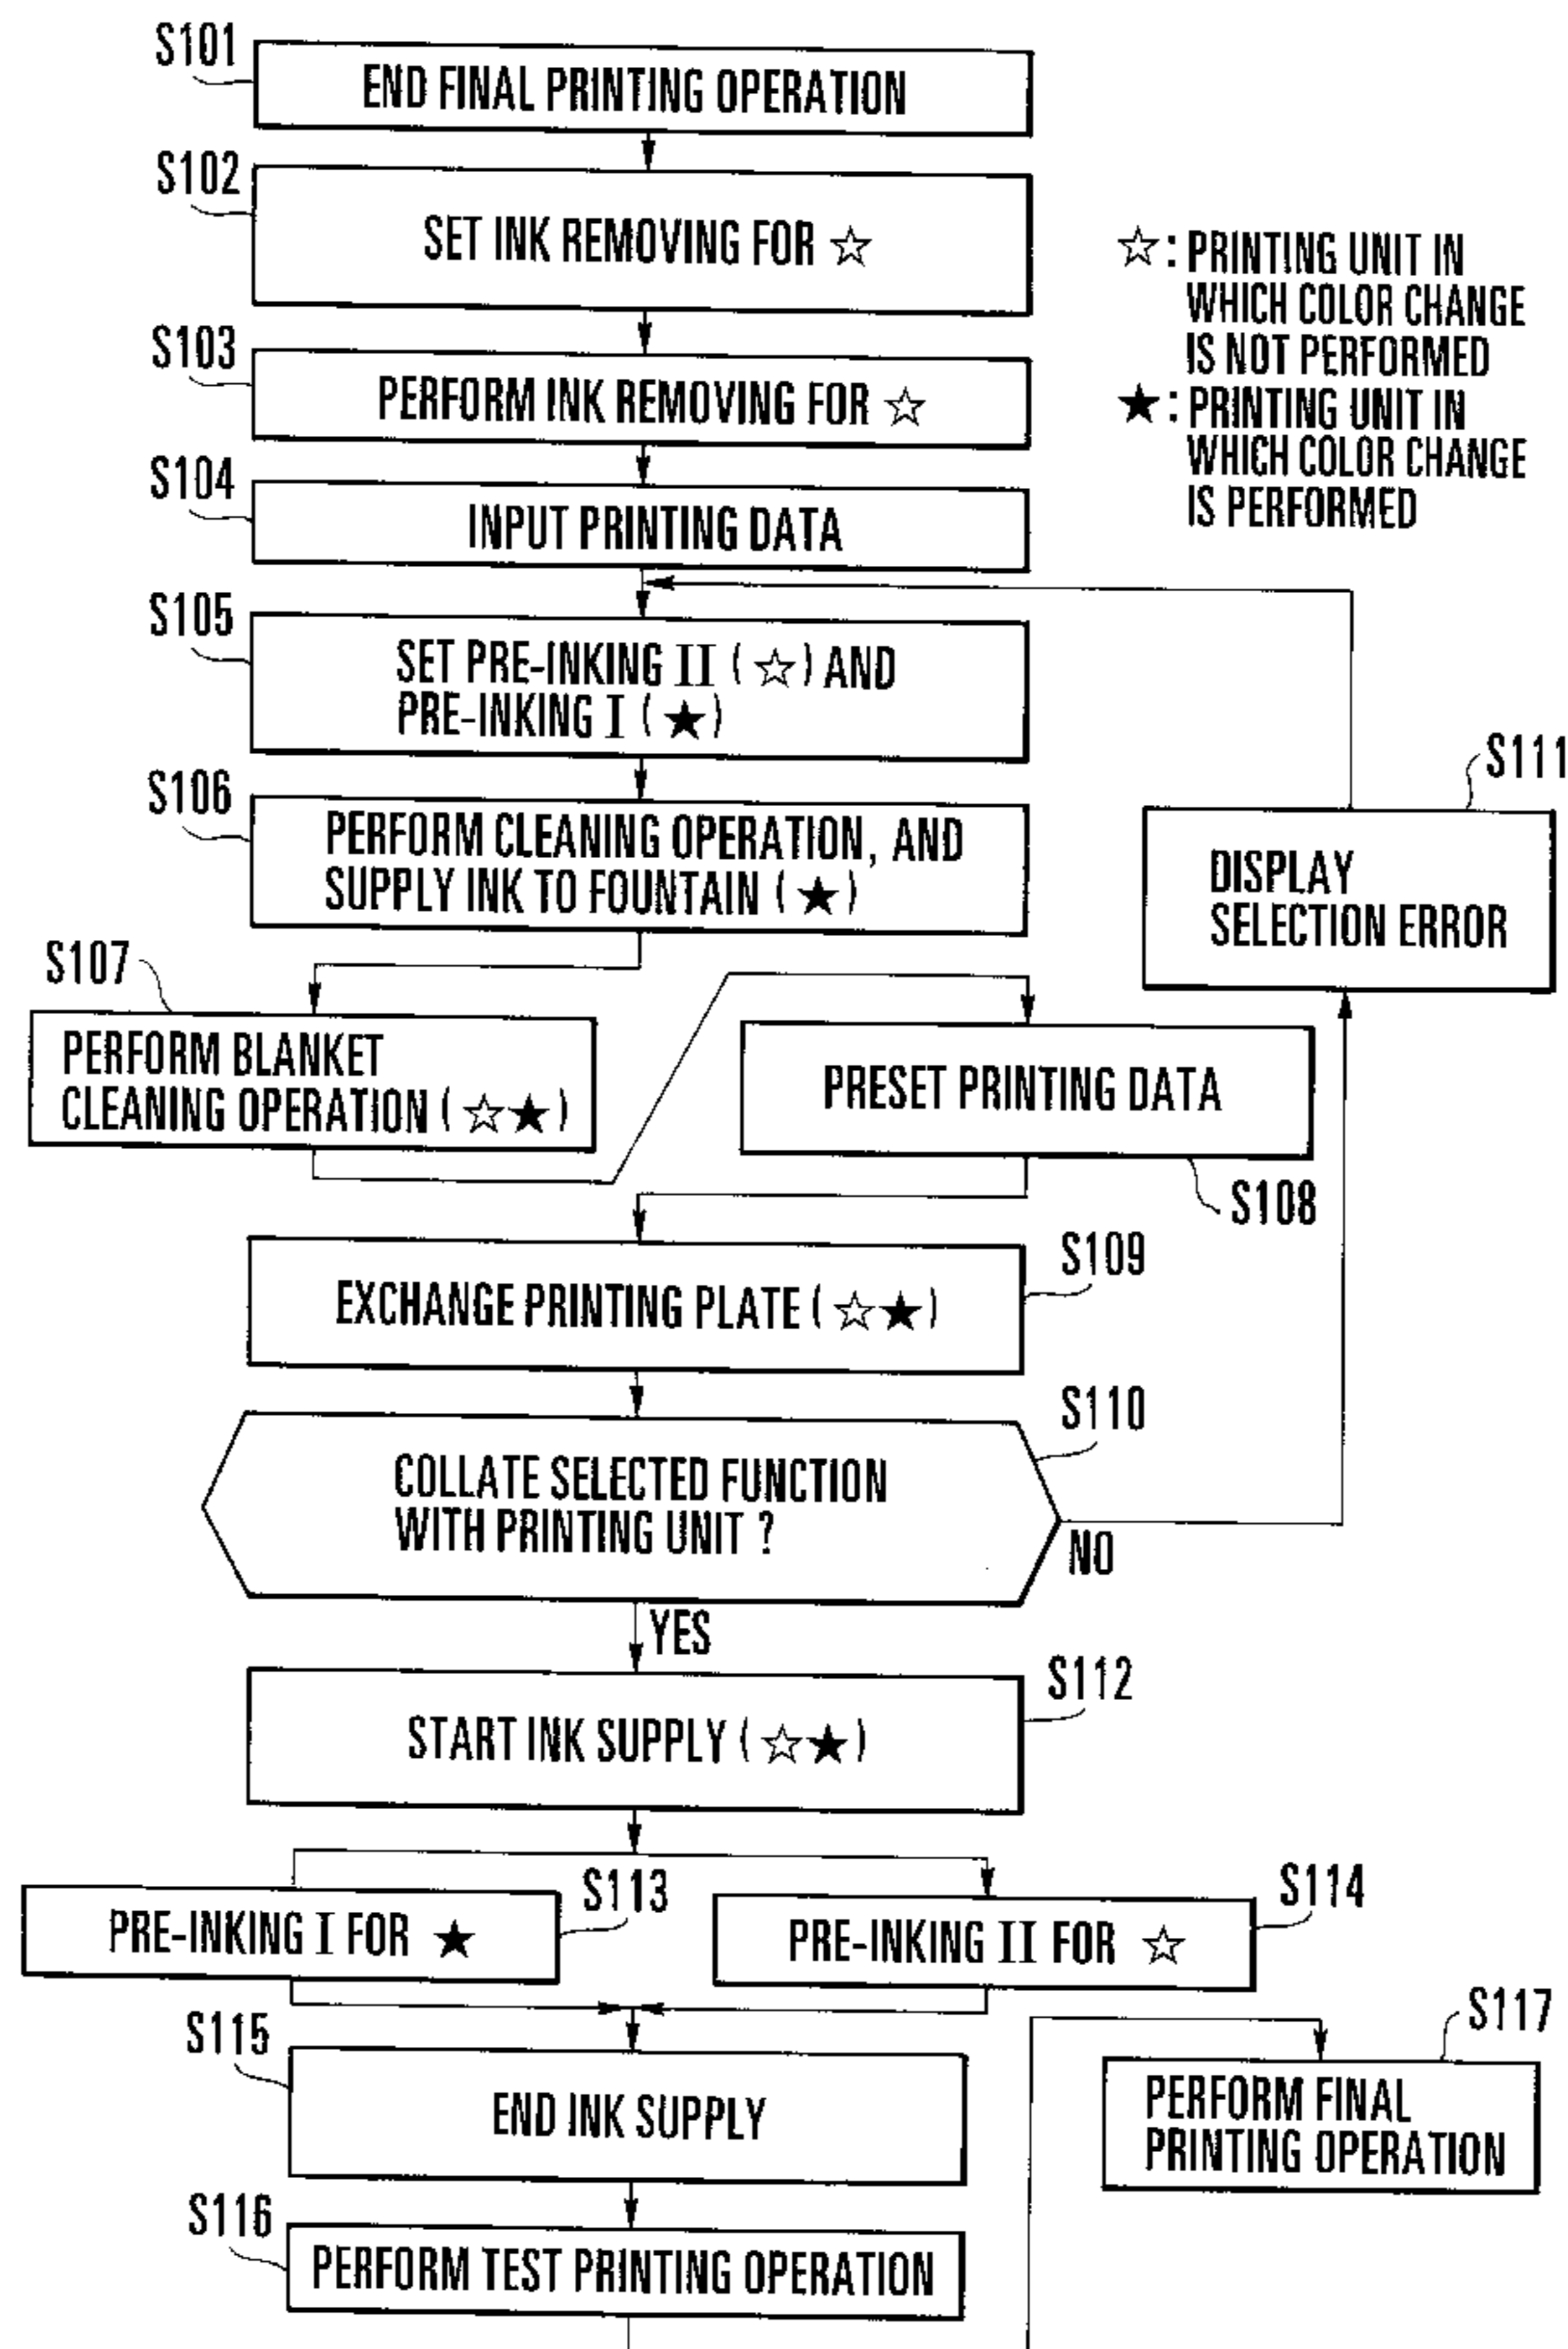 S101
END FINAL PRINTING OPERATION
S102
SET INK REMOVING FOR ☆
☆: PRINTING UNIT IN
WHICH COLOR CHANGE
IS NOT PERFORMED
★: PRINTING UNIT IN
WHICH COLOR CHANGE
IS PERFORMED
S103
PERFORM INK REMOVING FOR ☆
S104
INPUT PRINTING DATA
S105
SET PRE-INKING II (☆) AND
PRE-INKING I (★)
S106
PERFORM CLEANING OPERATION, AND
SUPPLY INK TO FOUNTAIN (★)
S111
DISPLAY
SELECTION ERROR
S107
PERFORM BLANKET
CLEANING OPERATION (☆★)
PRESET PRINTING DATA
S108
S109
EXCHANGE PRINTING PLATE (☆★)
S110
COLLATE SELECTED FUNCTION
WITH PRINTING UNIT ?
NO
YES
S112
START INK SUPPLY (☆★)
S113
PRE-INKING I FOR ★
S114
PRE-INKING II FOR ☆
S115
END INK SUPPLY
S117
PERFORM FINAL
PRINTING OPERATION
S116
PERFORM TEST PRINTING OPERATION